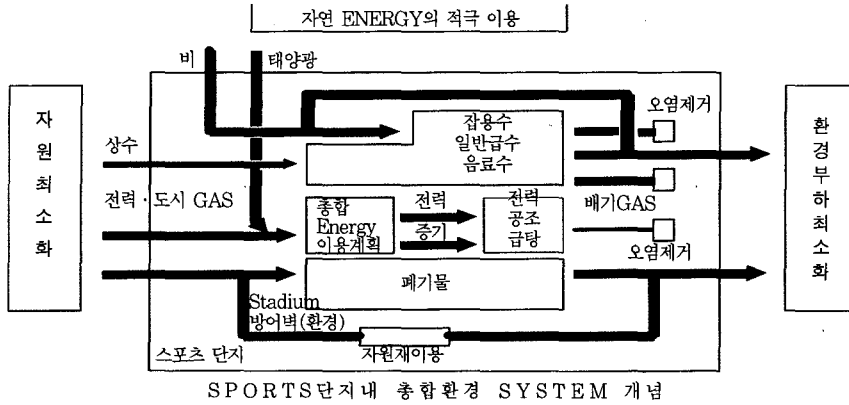 자연 ENERGY의 적극 이용
비
태양광
자원최소화
상수
전력·도시 GAS
잡용수
일반급수
음료수
오염제거
환경부하최소화
종합
Energy
이용계획
전력
증기
전력
공조
급탕
배기GAS
오염제거
폐기물
Stadium
방어벽(환경)
자원재이용
스포츠 단지
SPORTS단지내 종합환경 SYSTEM 개념